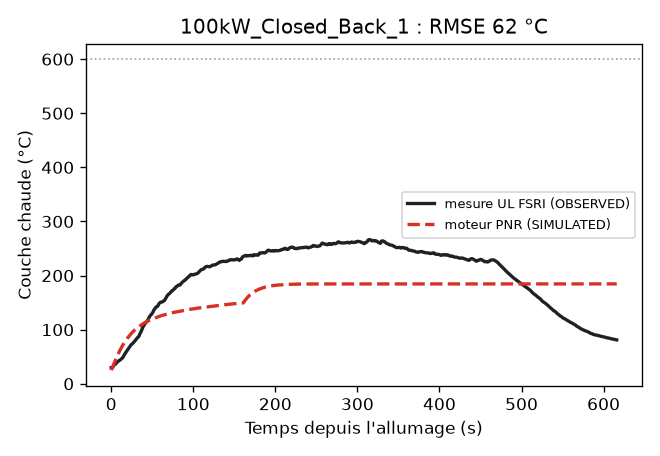 100kW_Closed_Back_1 : RMSE 62 °C
Couche chaude (°C)
600
500
400
300
200
100
0
mesure UL FSRI (OBSERVED)
moteur PNR (SIMULATED)
0 100 200 300 400 500 600
Temps depuis l'allumage (s)